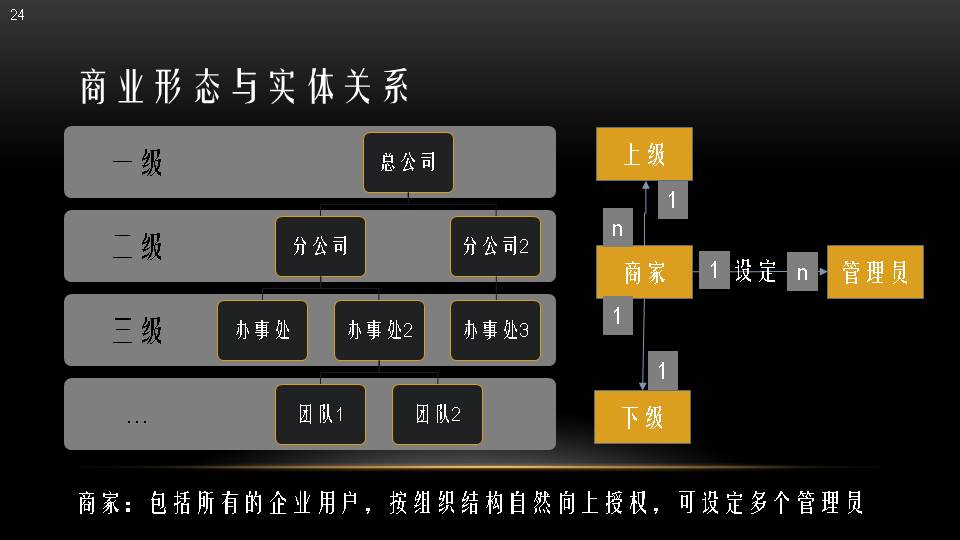 24
商业形态与实体关系
一级
总公司
二级
分公司
分公司2
三级
办事处
办事处2
办事处3
...
团队1
团队2
上级
1
n
商家
1
设定
n
管理员
1
1
下级
商家：包括所有的企业用户，按组织结构自然向上授权，可设定多个管理员